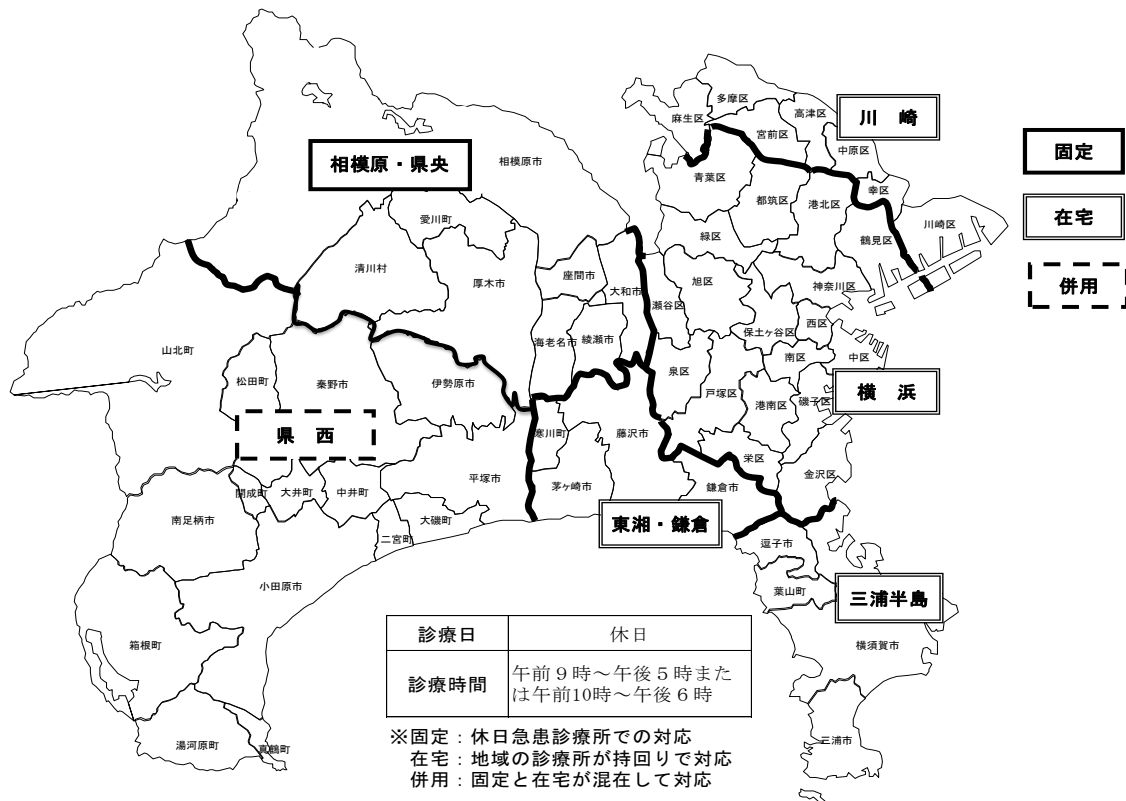 多摩区
高津区
麻生区
川　崎
宮前区
中原区
固定
相模原・県央
相模原市
青葉区
幸区
都筑区
港北区
在宅
愛川町
川崎区
緑区
鶴見区
清川村
厚木市
座間市
大和市
旭区
神奈川区
併用
瀬谷区
保土ヶ谷区
西区
海老名市
綾瀬市
山北町
南区
中区
松田町
秦野市
伊勢原市
泉区
戸塚区
横　浜
港南区
磯子区
県　西
寒川町
藤沢市
栄区
金沢区
開成町
大井町
中井町
平塚市
茅ヶ崎市
鎌倉市
南足柄市
大磯町
東湘・鎌倉
二宮町
逗子市
小田原市
葉山町
三浦半島
箱根町
横須賀市
診療日
休日
診療時間
午前９時～午後５時また
は午前10時～午後６時
湯河原町
真鶴町
三浦市
※固定：休日急患診療所での対応
在宅：地域の診療所が持回りで対応
併用：固定と在宅が混在して対応